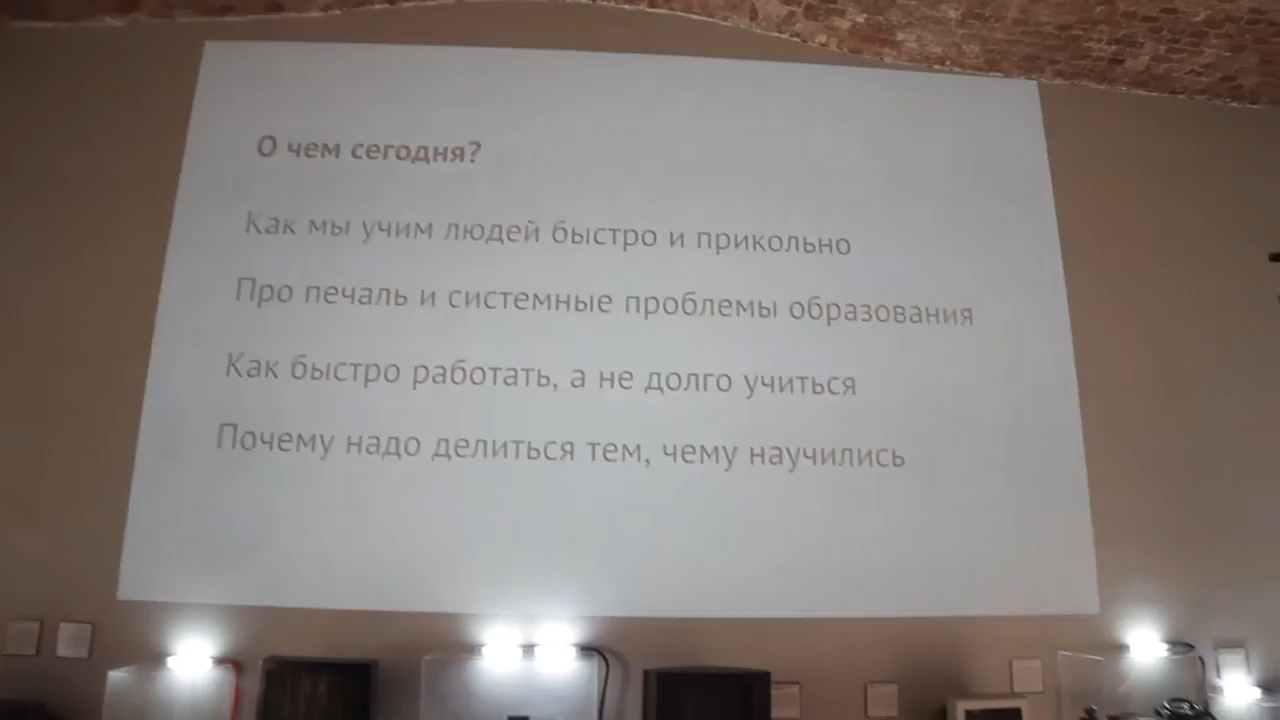 О чем сегодня?
Как мы учим людей быстро и прикольно
Про печаль и системные проблемы образования
Как быстро работать, а не долго учиться
Почему надо делиться тем, чему научились